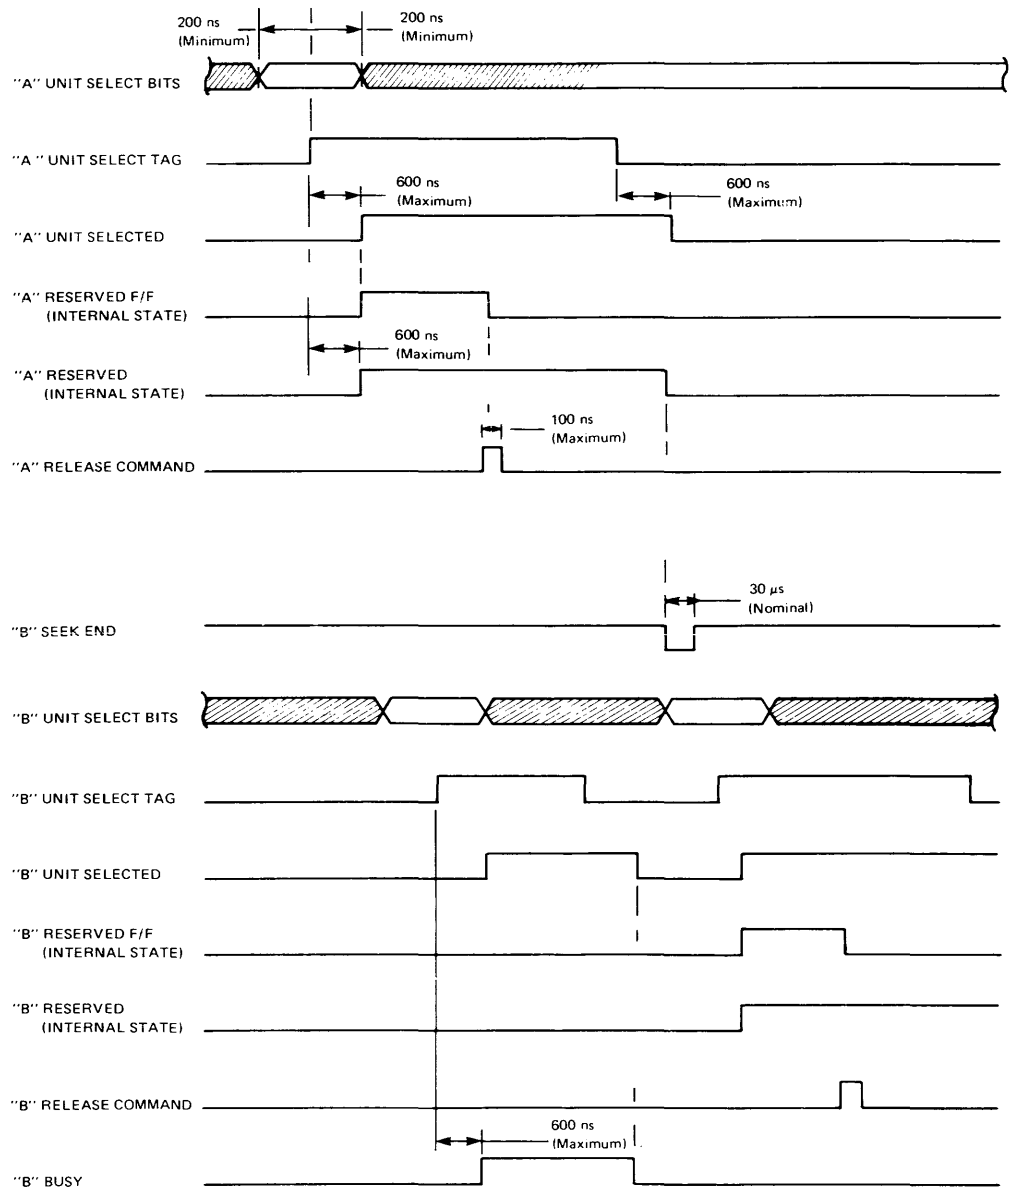 200 ns
(Minimum)
200 ns
(Minimum)
"A" UNIT SELECT BITS
"A " UNIT SELECT TAG
600 ns
(Maximum)
600 ns
(Maximum)
"A" UNIT SELECTED
"A" RESERVED F/F
(INTERNAL STATE)
600 ns
(Maximum)
"A" RESERVED
(INTERNAL STATE)
100 ns
(Maximum)
"A" RELEASE COMMAND
30 µs
(Nominal)
"B" SEEK END
"B" UNIT SELECT BITS
"B" UNIT SELECT TAG
"B" UNIT SELECTED
"B" RESERVED F/F
(INTERNAL STATE)
"B" RESERVED
(INTERNAL STATE)
"B" RELEASE COMMAND
600 ns
(Maximum)
"B" BUSY